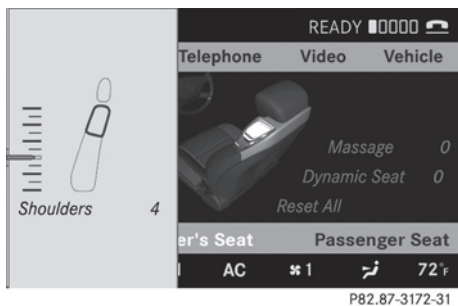 READY
Telephone Video Vehicle
Massage 0
Dynamic Seat 0
Reset All
Shoulders 4
er's Seat Passenger Seat
AC 1 72°F
P82.87-3172-31